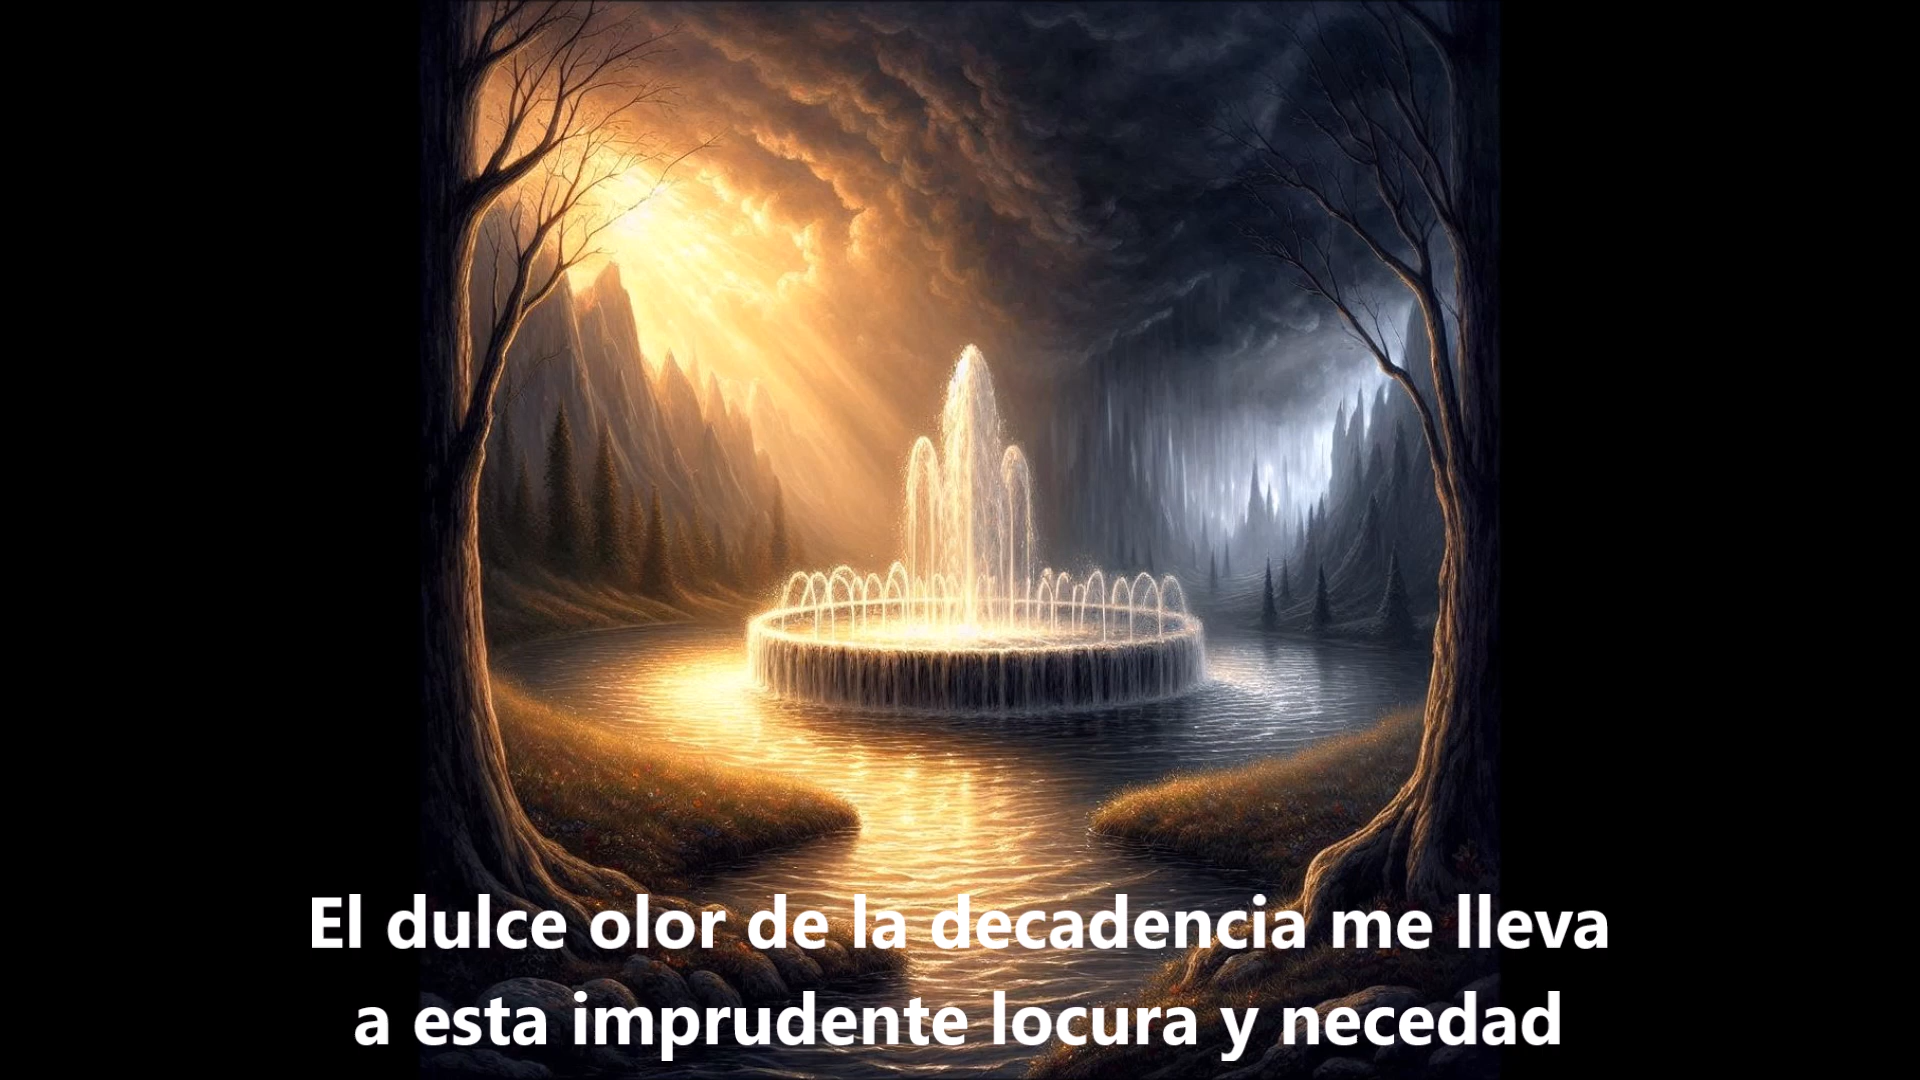 El dulce olor de la decadencia me lleva
a esta imprudente locura y necedad